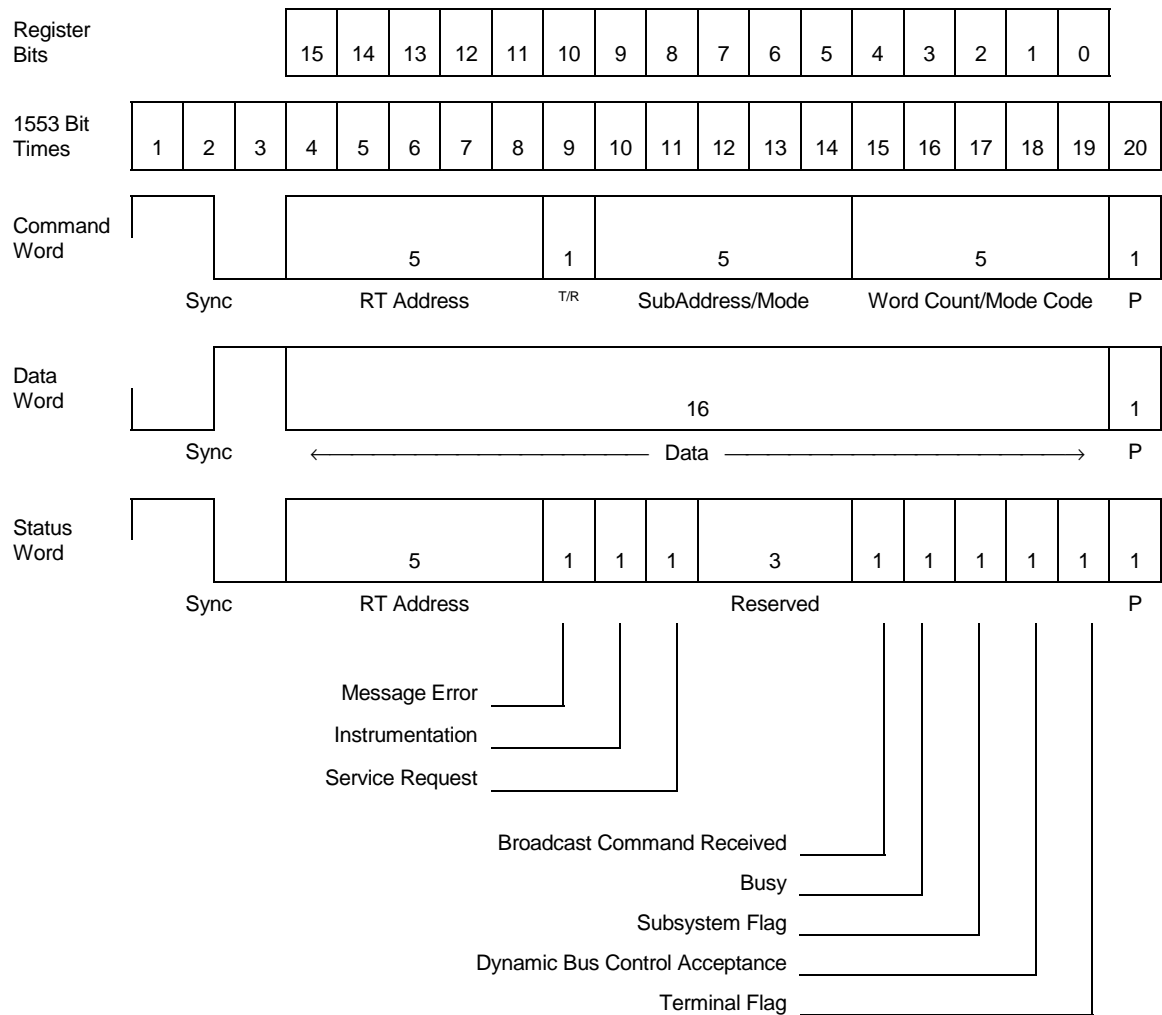 Register
Bits
15 14 13 12 11 10 9 8 7 6 5 4 3 2 1 0
1553 Bit
Times
1 2 3 4 5 6 7 8 9 10 11 12 13 14 15 16 17 18 19 20
Command
Word
5 1 5 5 1
Sync RT Address T/R SubAddress/Mode Word Count/Mode Code P
Data
Word
16 1
Sync Data P
Status
Word
5 1 1 1 3 1 1 1 1 1 1
Sync RT Address Reserved P
Message Error
Instrumentation
Service Request
Broadcast Command Received
Busy
Subsystem Flag
Dynamic Bus Control Acceptance
Terminal Flag